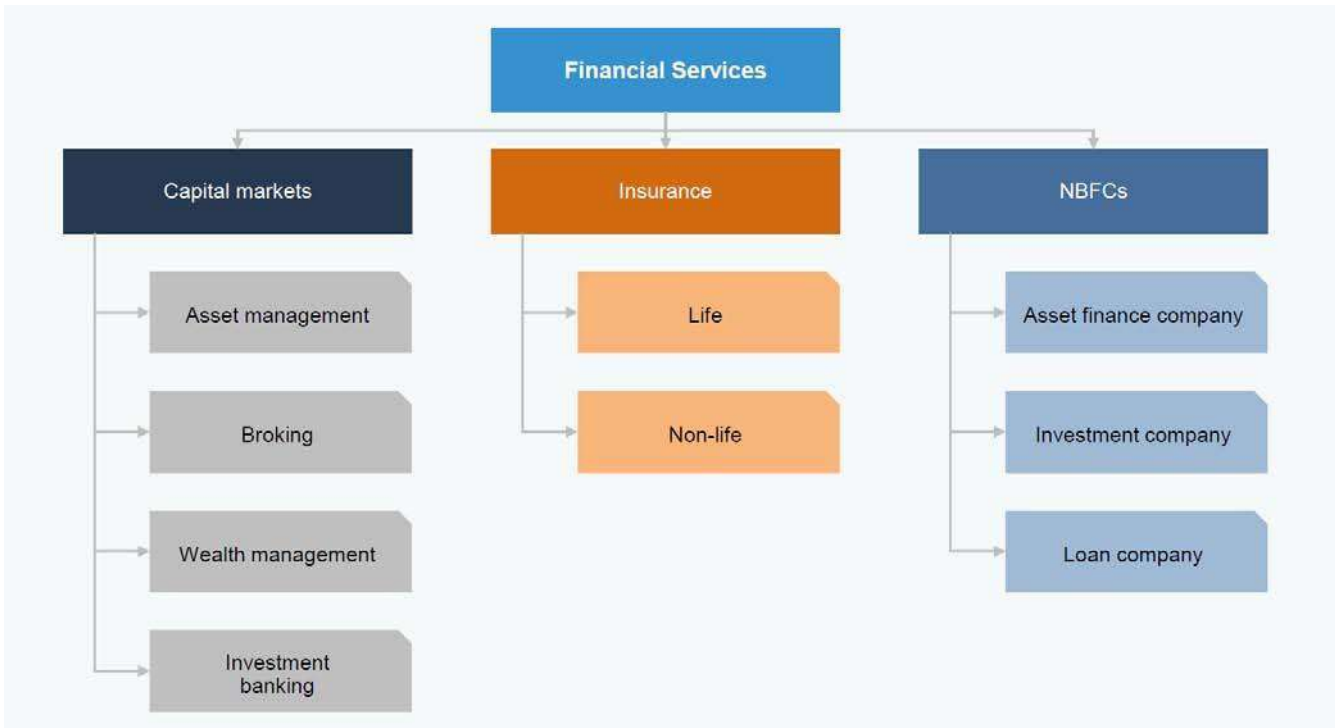 Financial Services
Capital markets
Asset management
Broking
Wealth management
Investment
banking
Insurance
Life
Non-life
NBFCs
Asset finance company
Investment company
Loan company